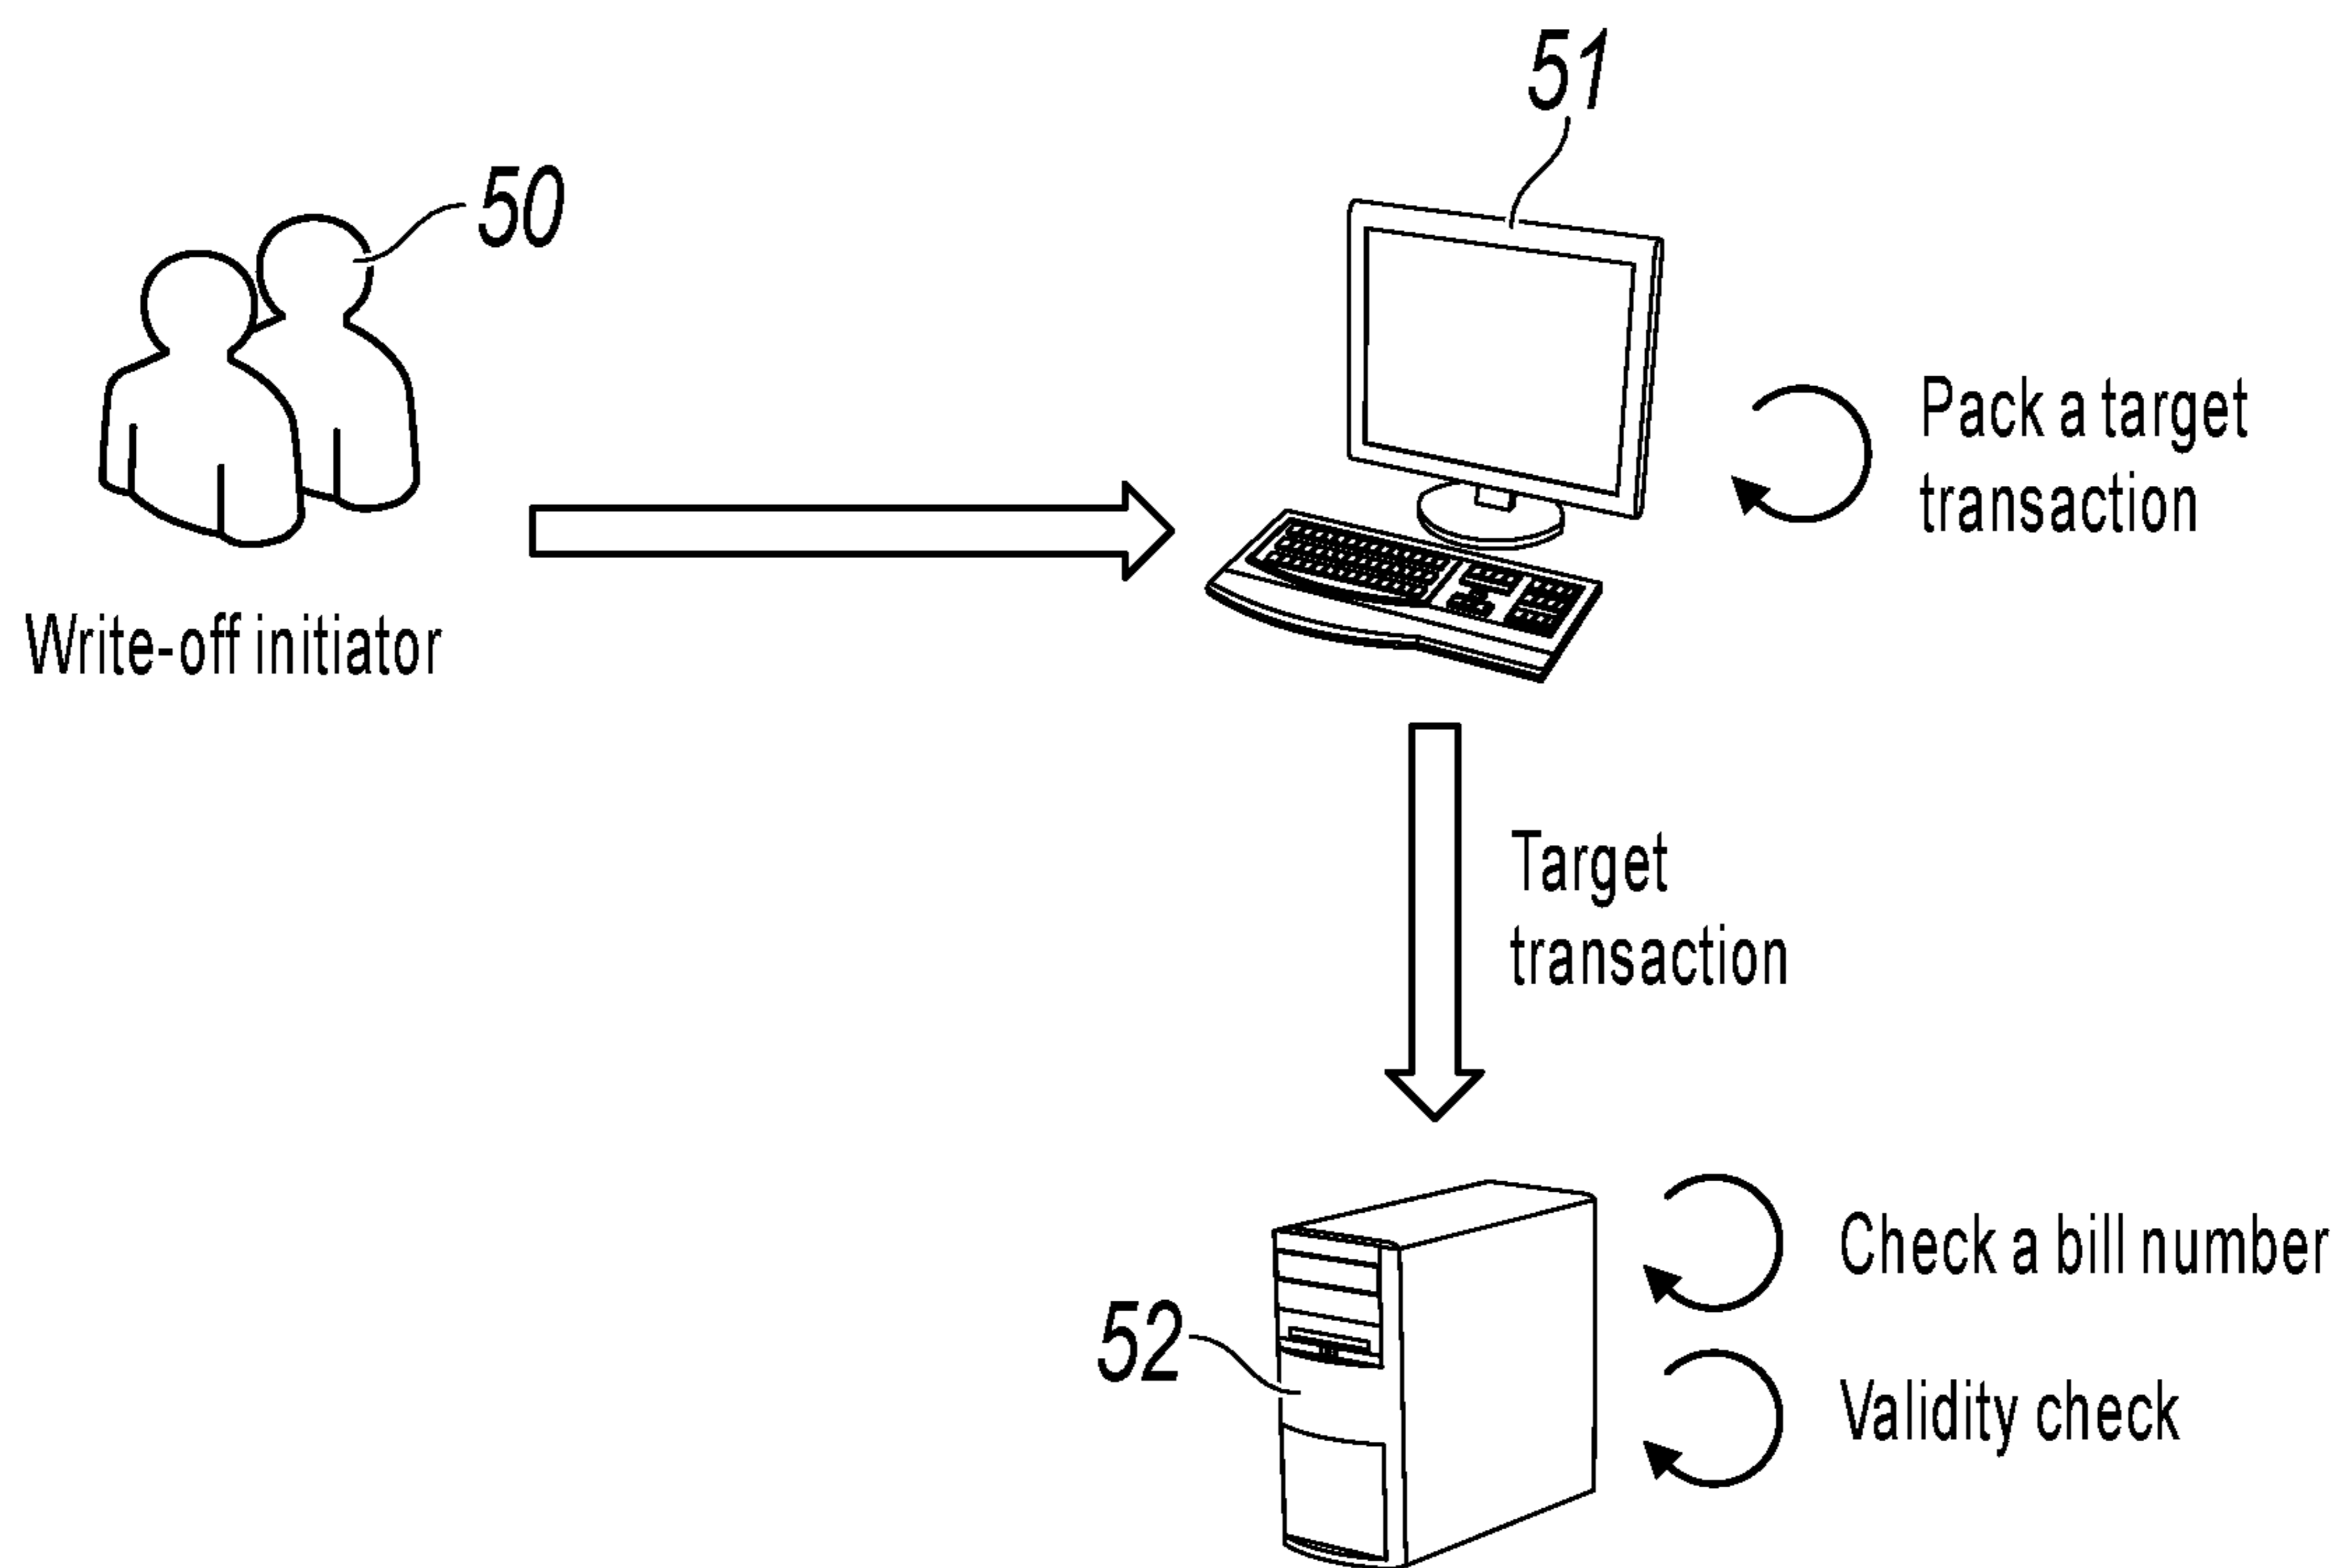 51
50
Pack a target
transaction
Write-off initiator
Target
transaction
Check a bill number
52
Validity check